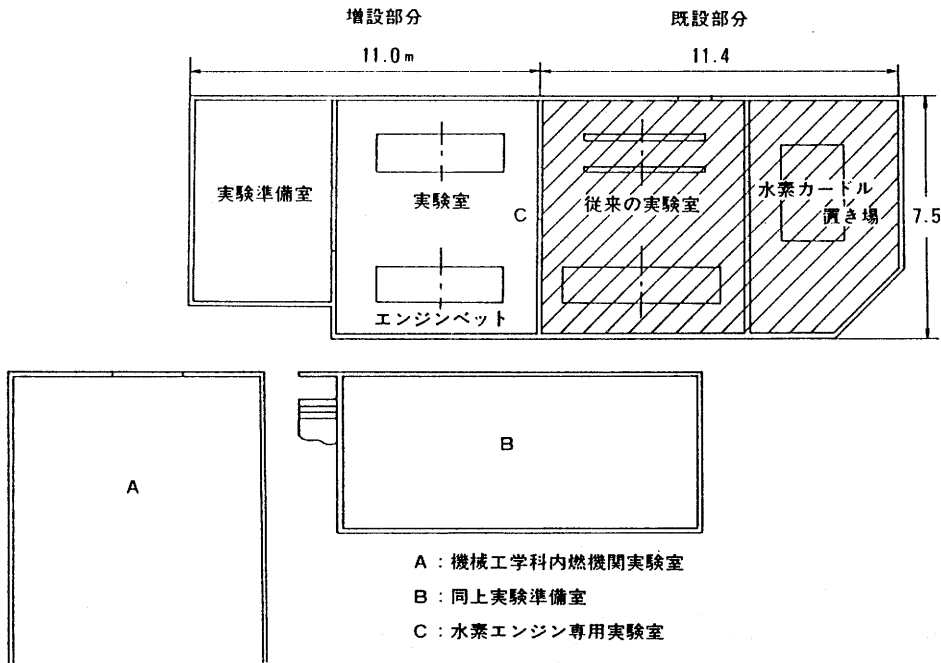 増設部分
既設部分
11.0m
11.4
実験準備室
実験室
C
従来の実験室
水素カードル
置き場
7.5
エンジンベット
A
B
A：機械工学科内燃機関実験室
B：同上実験準備室
C：水素エンジン専用実験室